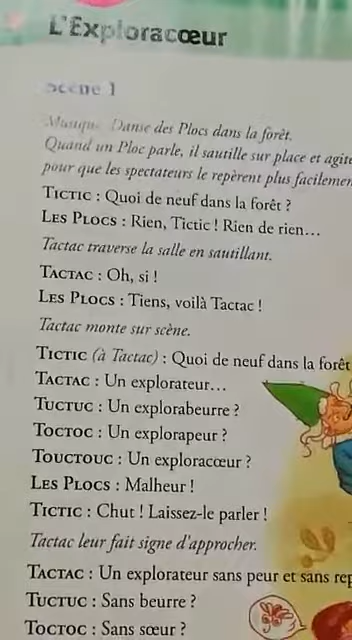 L'Exploracœur
Scène 1
Musique. Danse des Plocs dans la forêt.
Quand un Ploc parle, il sautille sur place et agite
pour que les spectateurs le repèrent plus facilement
TICTIC : Quoi de neuf dans la forêt ?
LES PLOCS : Rien, Tictic ! Rien de rien...
Tactac traverse la salle en sautillant.
TACTAC : Oh, si !
LES PLOCS : Tiens, voilà Tactac !
Tactac monte sur scène.
TICTIC (à Tactac) : Quoi de neuf dans la forêt
TACTAC : Un explorateur...
TUCTUC : Un explorabeurre ?
TOCTOC : Un explorapeur ?
TOUCTOUC : Un exploracœur ?
LES PLOCS : Malheur !
TICTIC : Chut ! Laissez-le parler !
Tactac leur fait signe d'approcher.
TACTAC : Un explorateur sans peur et sans rep
TUCTUC : Sans beurre ?
TOCTOC : Sans sœur ?